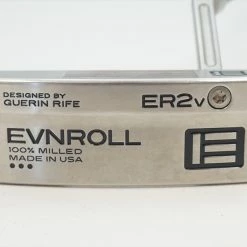 DESIGNED BY
GUERIN RIFE
ER2v
EVNROLL
100% MILLED
MADE IN USA